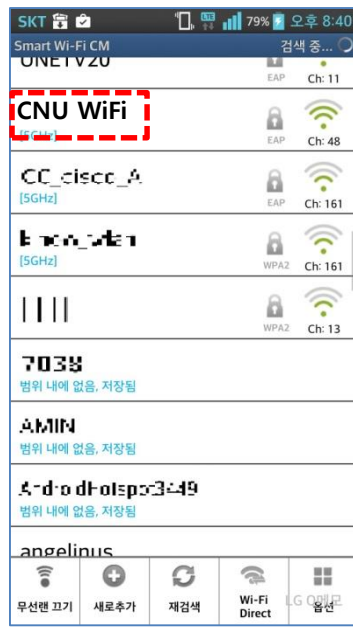 SKT 79% 오후 8:40
Smart Wi-Fi CM 검색 중...
UNETV20
EAP Ch: 11
CNU WiFi
[5GHz]
EAP Ch: 48
[5GHz]
EAP Ch: 161
[5GHz]
WPA2 Ch: 161
WPA2 Ch: 13
범위 내에 없음, 저장됨
범위 내에 없음, 저장됨
범위 내에 없음, 저장됨
angelinus
무선랜 끄기 새로추가 재검색 Wi-Fi Direct 옵션
LG Q메모